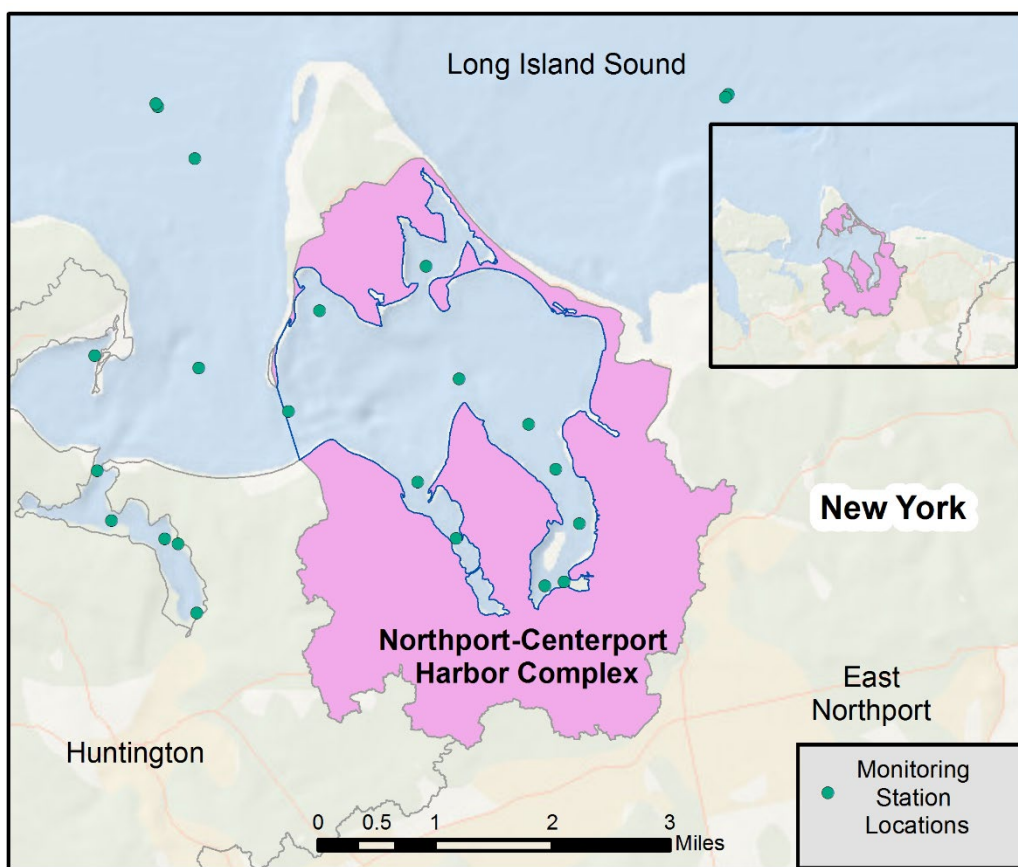 Long Island Sound
New York
Northport-Centerport
Harbor Complex
East
Northport
Huntington
Monitoring
Station
Locations
0 0.5 1 2 3
Miles